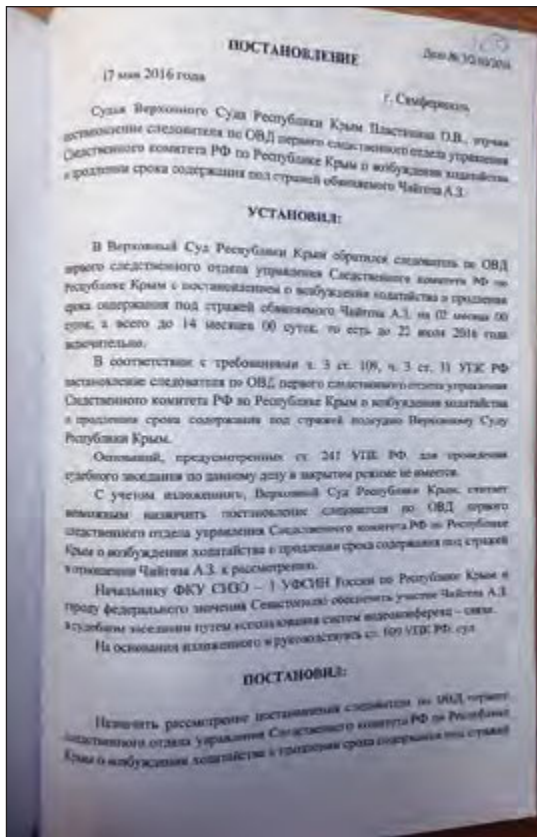 ПОСТАНОВЛЕНИЕ
17 мая 2016 года
г. Симферополь
Судья Верховного Суда Республики Крым О.В., изучив
постановление следователя по ОВД первого следственного отдела управления
Следственного комитета РФ по Республике Крым о возбуждении ходатайства
о продлении срока содержания под стражей обвиняемого Чийгоза А.З.
УСТАНОВИЛ:
В Верховный Суд Республики Крым обратился следователь по ОВД
первого следственного отдела управления Следственного комитета РФ по
Республике Крым с постановлением о возбуждении ходатайства о продлении
срока содержания под стражей обвиняемого Чийгоза А.З. на 02 месяца 00
суток, а всего до 14 месяцев 00 суток, то есть до 22 июля 2016 года
включительно.
В соответствии с требованиями ч. 3 ст. 108, ч. 3 ст. 31 УПК РФ
постановление следователя по ОВД первого следственного отдела управления
Следственного комитета РФ по Республике Крым о возбуждении ходатайства
о продлении срока содержания под стражей подсудно Верховному Суду
Республики Крым.
Оснований, предусмотренных ст. 241 УПК РФ, для проведения
судебного заседания по данному делу в закрытом режиме не имеется.
С учетом изложенного, Верховный Суд Республики Крым, считает
возможным назначить постановление следователя по ОВД первого
следственного отдела управления Следственного комитета РФ по Республике
Крым о возбуждении ходатайства о продлении срока содержания под стражей
в отношении Чийгоза А.З. к рассмотрению.
Начальнику ФКУ СИЗО – 1 УФСИН России по Республике Крым и
городу федерального значения Севастополю обеспечить участие Чийгоза А.З.
в судебном заседании путем использования систем видеоконференц – связи.
На основании изложенного и руководствуясь ст. 109 УПК РФ, суд
ПОСТАНОВИЛ:
Назначить рассмотрение постановления следователя по ОВД первого
следственного отдела управления Следственного комитета РФ по Республике
Крым о возбуждении ходатайства о продлении срока содержания под стражей